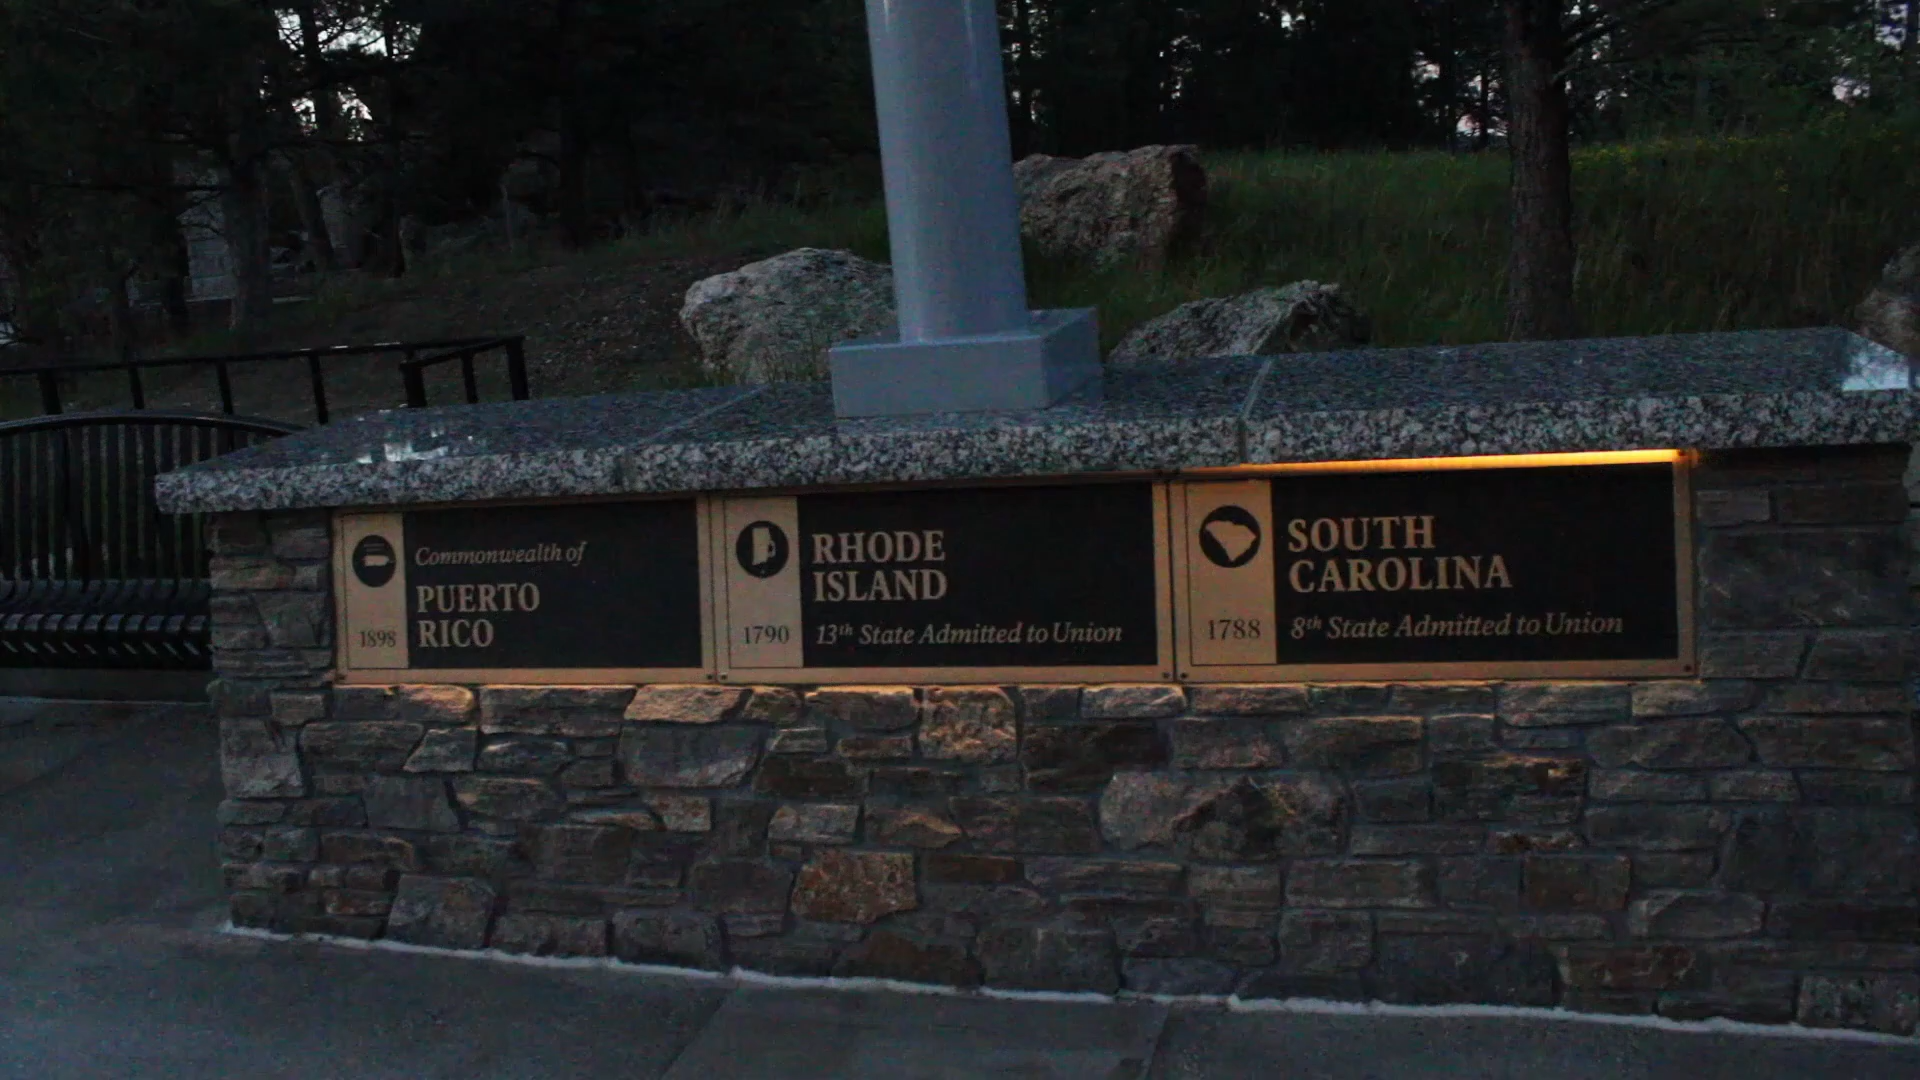 Commonwealth of
PUERTO
RICO
1898
RHODE
ISLAND
1790
13th State Admitted to Union
SOUTH
CAROLINA
1788
8th State Admitted to Union